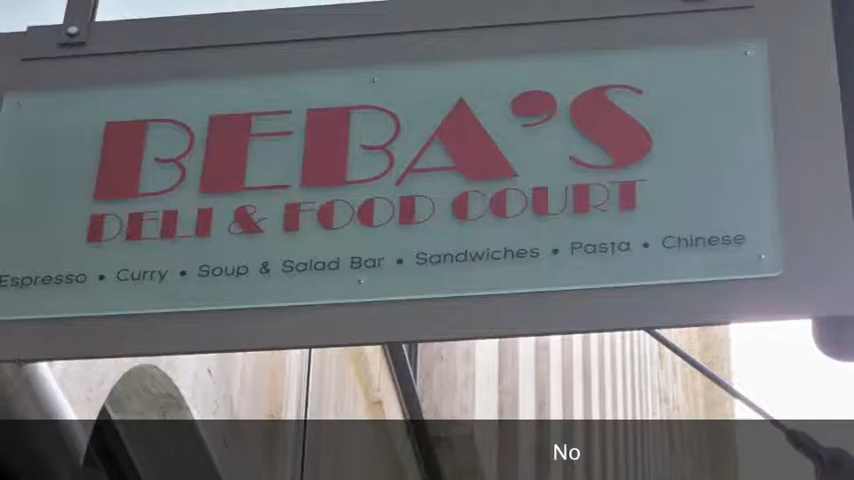 BEBA'S
DELI & FOOD COURT
Espresso • Curry • Soup & Salad Bar • Sandwiches • Pasta • Chinese
No